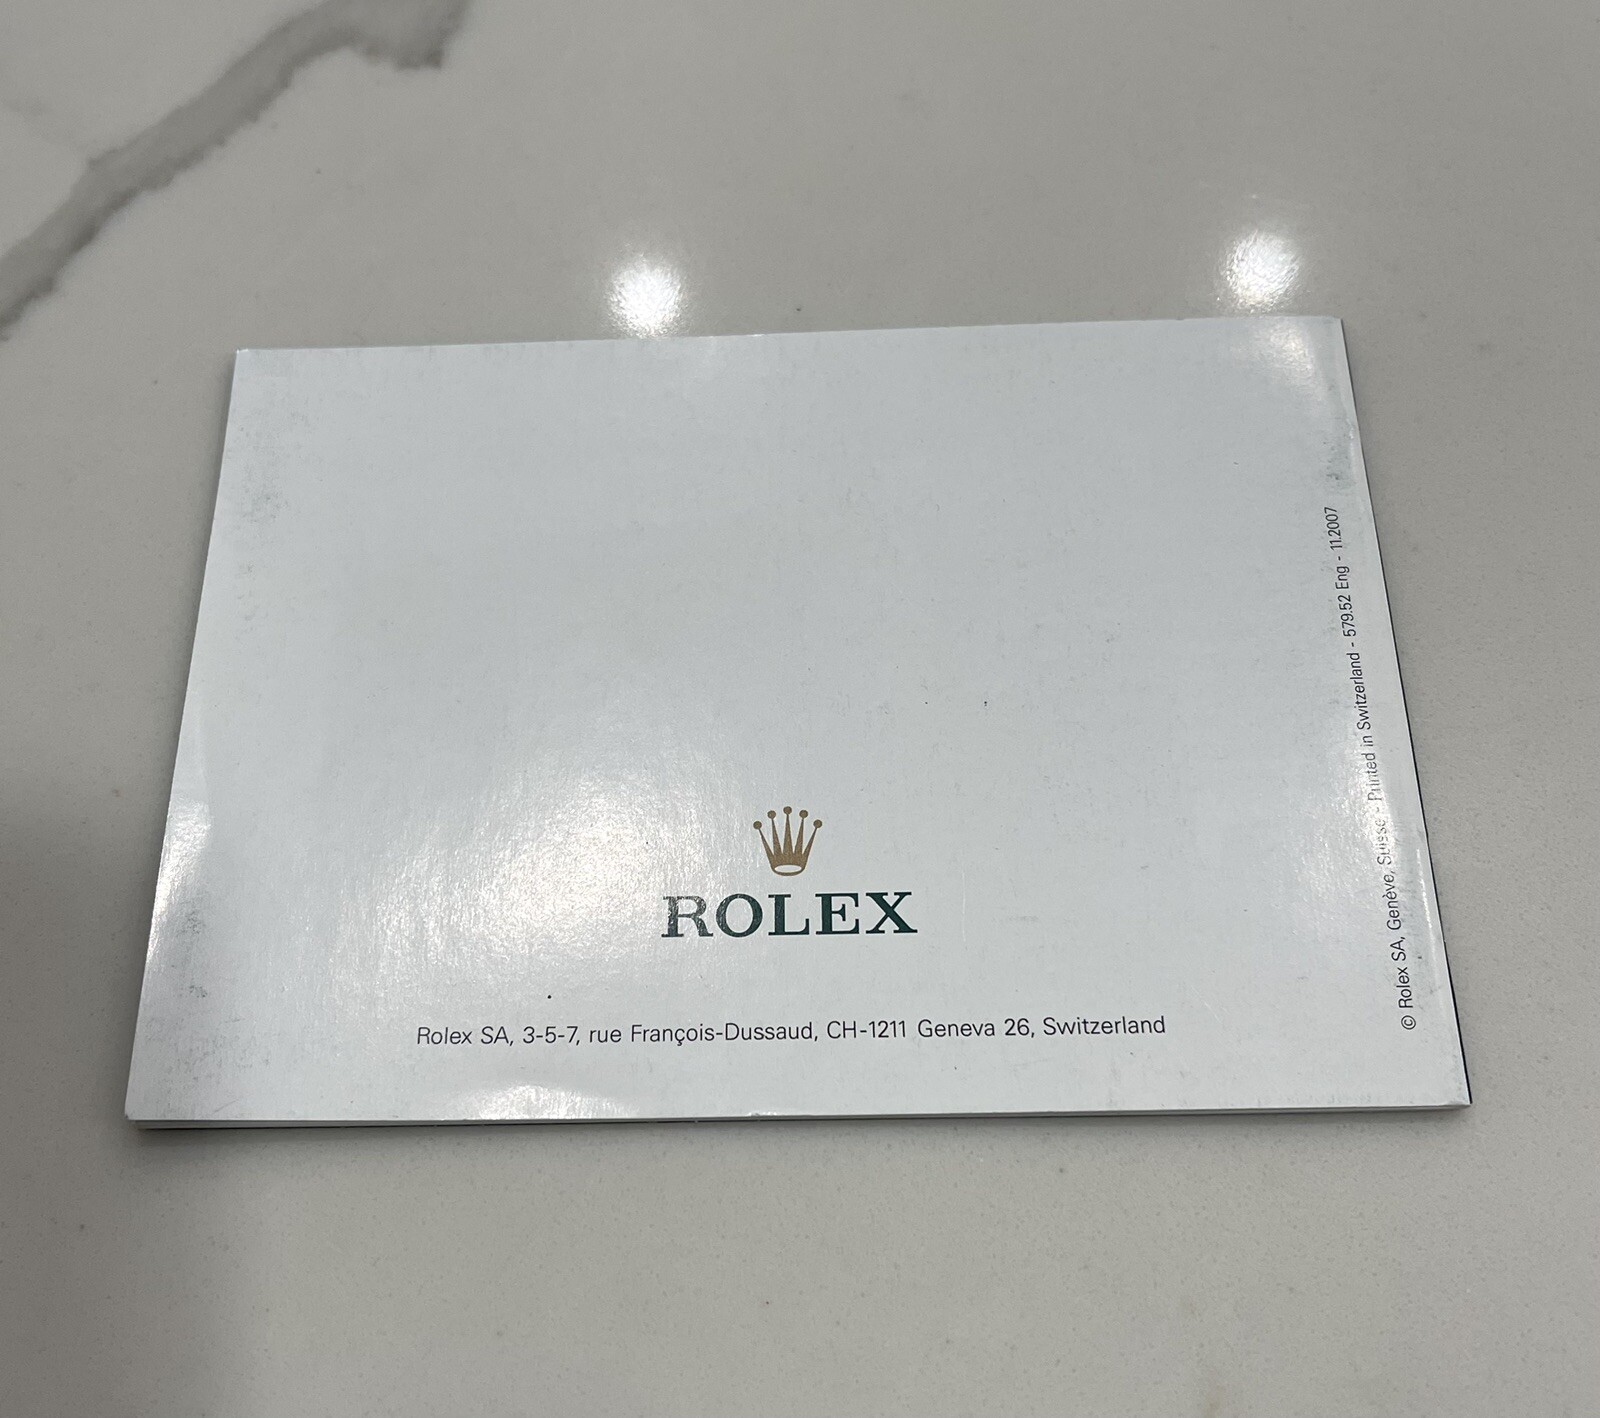 ROLEX
Rolex SA, 3-5-7, rue François-Dussaud, CH-1211 Geneva 26, Switzerland
© Rolex SA, Genève, Suisse - Printed in Switzerland - 579.52 Eng - 11.2007